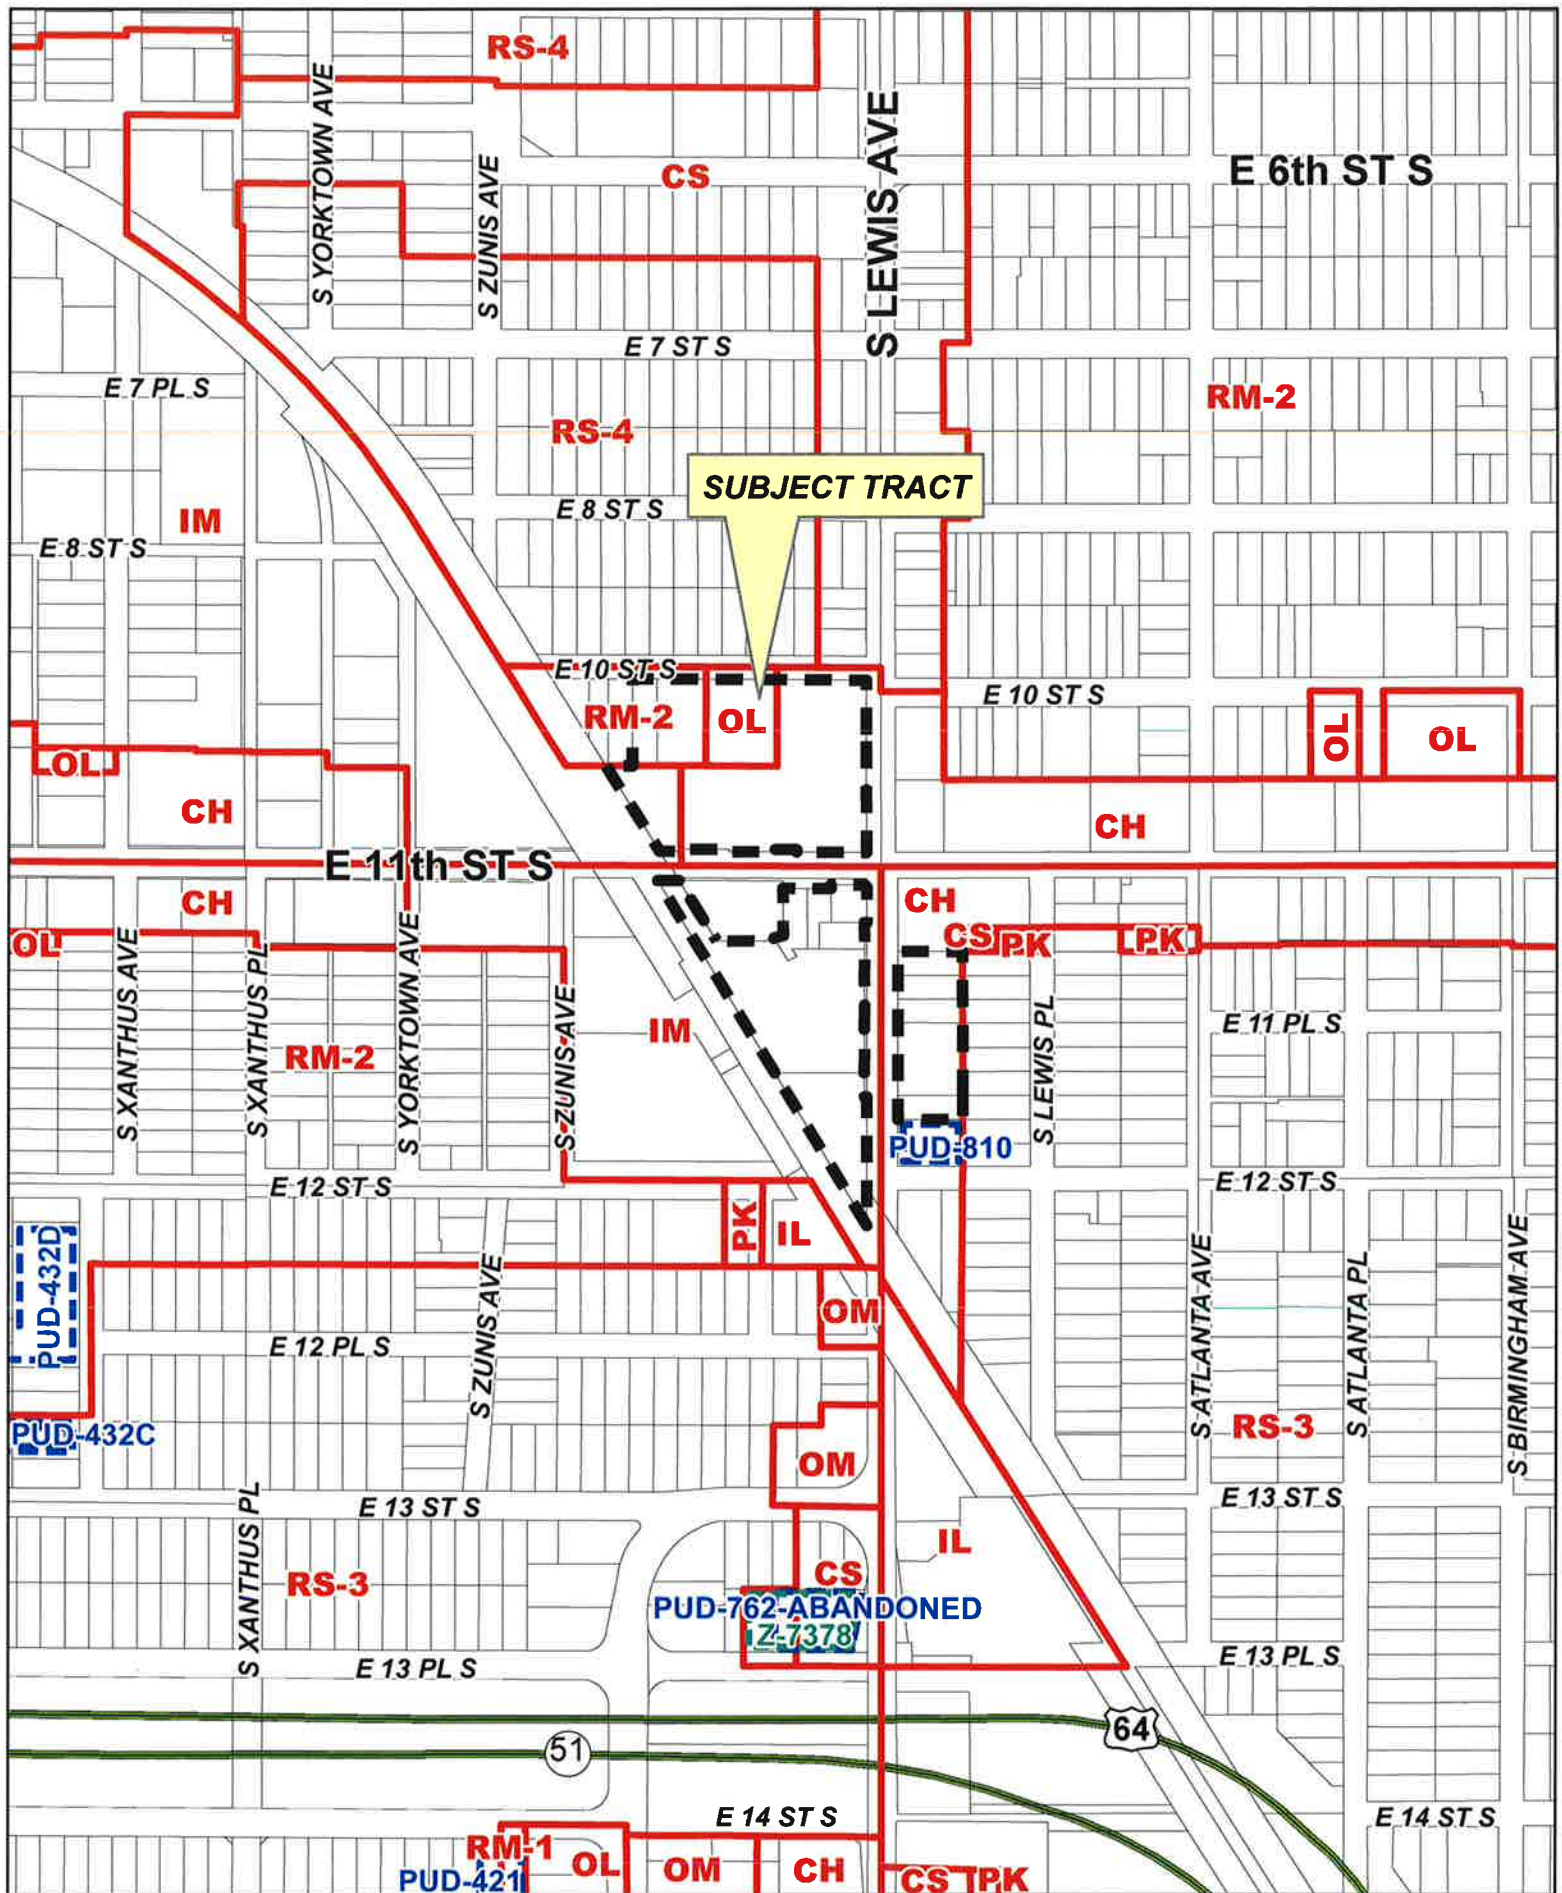 RS-4
S YORKTOWN AVE
S ZUNIS AVE
CS
S LEWIS AVE
E 6th ST S
E 7 ST S
E 7 PL S
RM-2
RS-4
SUBJECT TRACT
E 8 ST S
IM
E 8 ST S
E 10 ST S
E 10 ST S
RM-2
OL
OL
OL
OL
CH
CH
E 11th ST S
CH
CH
OL
CS
PK
PK
S XANTHUS AVE
S XANTHUS PL
S YORKTOWN AVE
S ZUNIS AVE
IM
S LEWIS PL
E 11 PL S
RM-2
PUD-810
E 12 ST S
E 12 ST S
PK
IL
PUD-432D
S ZUNIS AVE
OM
S ATLANTA AVE
S ATLANTA PL
S BIRMINGHAM AVE
E 12 PL S
PUD-432C
RS-3
OM
E 13 ST S
E 13 ST S
S XANTHUS PL
IL
RS-3
CS
PUD-762-ABANDONED
Z-7378
E 13 PL S
E 13 PL S
64
51
E 14 ST S
E 14 ST S
RM-1
OL
OM
CH
CS
PK
PUD-421